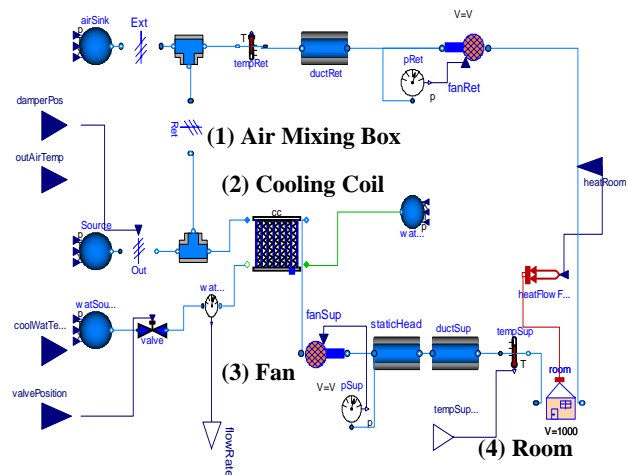 airSink
p
Ext
T
tempRet
ductRet
V=V
pRet
p
fanRet
damperPos
Ret
(1) Air Mixing Box
outAirTemp
heatRoom
(2) Cooling Coil
cc
Source
p
Out
p
wat...
watSou...
p
wat...
heatFlow F...
coolWatTe...
valve
fanSup
staticHead
ductSup
tempSup
T
room
(3) Fan
V=V
pSup
p
valvePosition
flowRate
tempSup...
V=1000
(4) Room